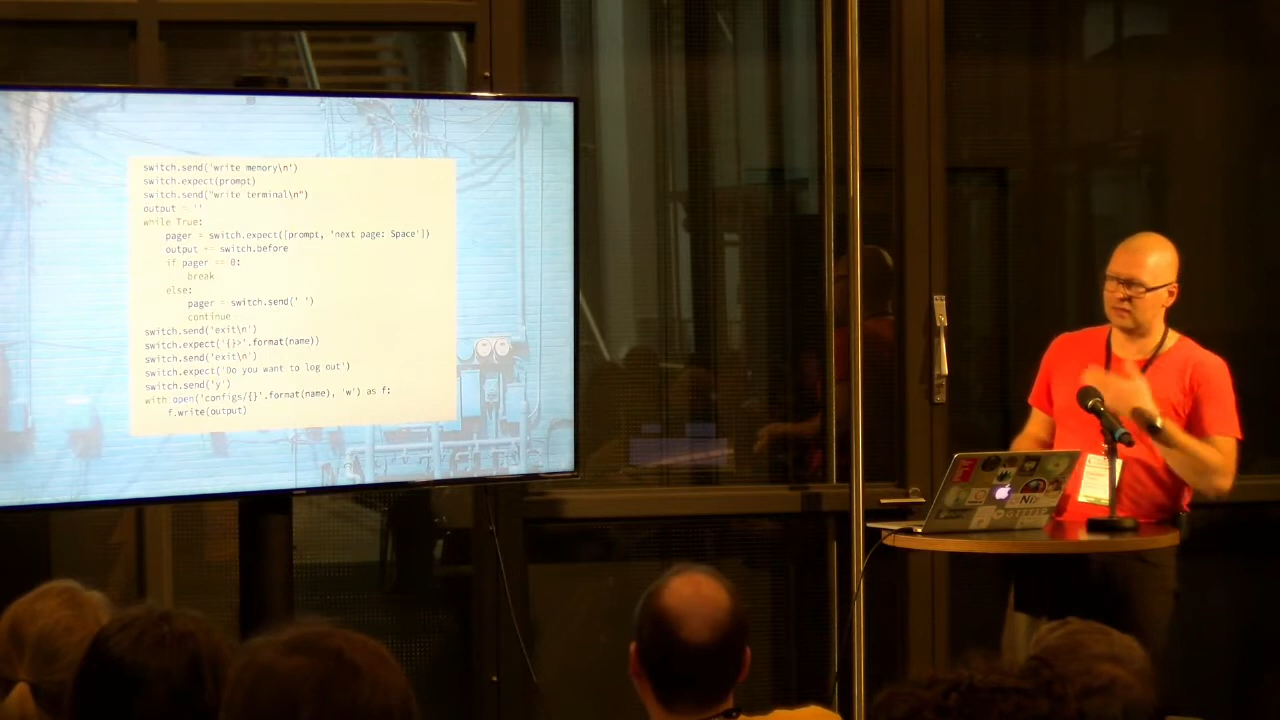 switch.send('write memory\n')
switch.expect(prompt)
switch.send("write terminal\n")
output = ''
while True:
    pager = switch.expect([prompt, 'next page: Space'])
    output += switch.before
    if pager == 0:
        break
    else:
        pager = switch.send(' ')
        continue
switch.send('exit\n')
switch.expect('{}>'.format(name))
switch.send('exit\n')
switch.expect('Do you want to log out')
switch.send('y')
with open('configs/{}'.format(name), 'w') as f:
    f.write(output)